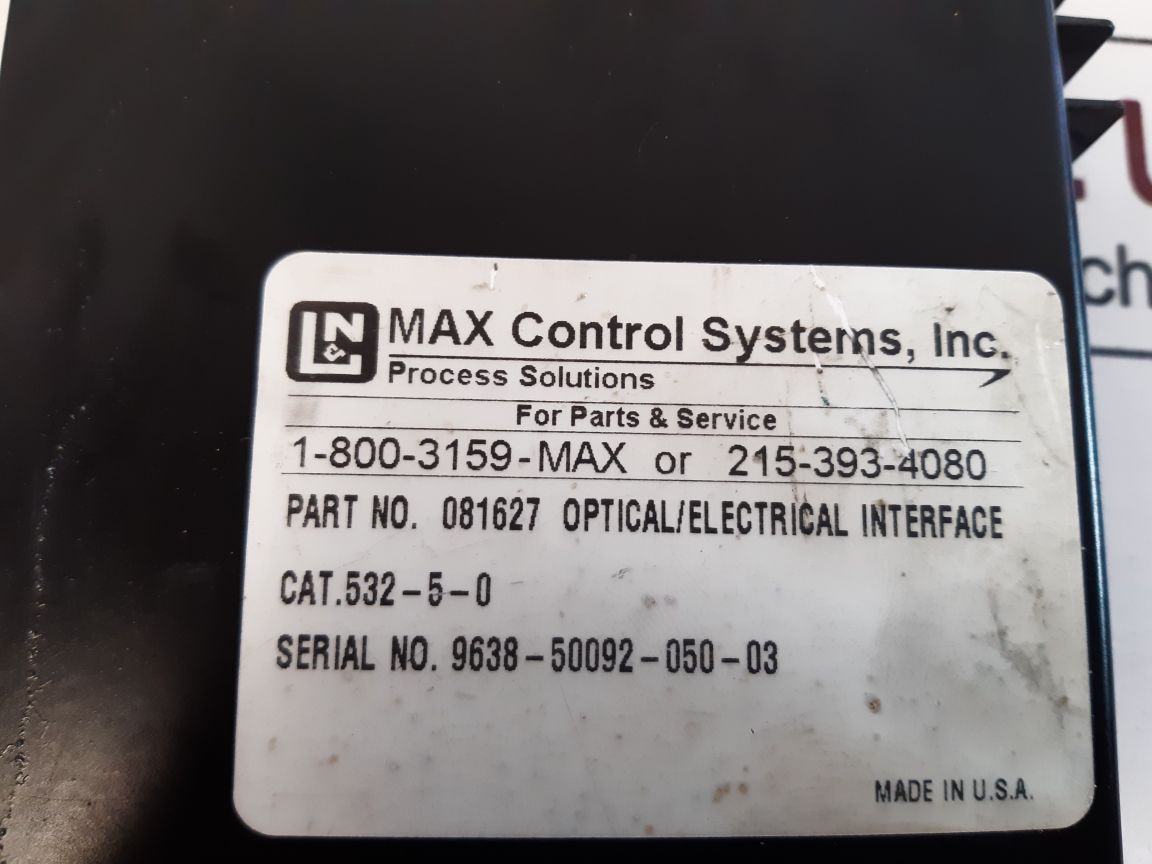 L&N MAX Control Systems, Inc.
Process Solutions
For Parts & Service
1-800-3159-MAX or 215-393-4080
PART NO. 081627 OPTICAL/ELECTRICAL INTERFACE
CAT.532-5-0
SERIAL NO. 9638-50092-050-03
MADE IN U.S.A.
ch